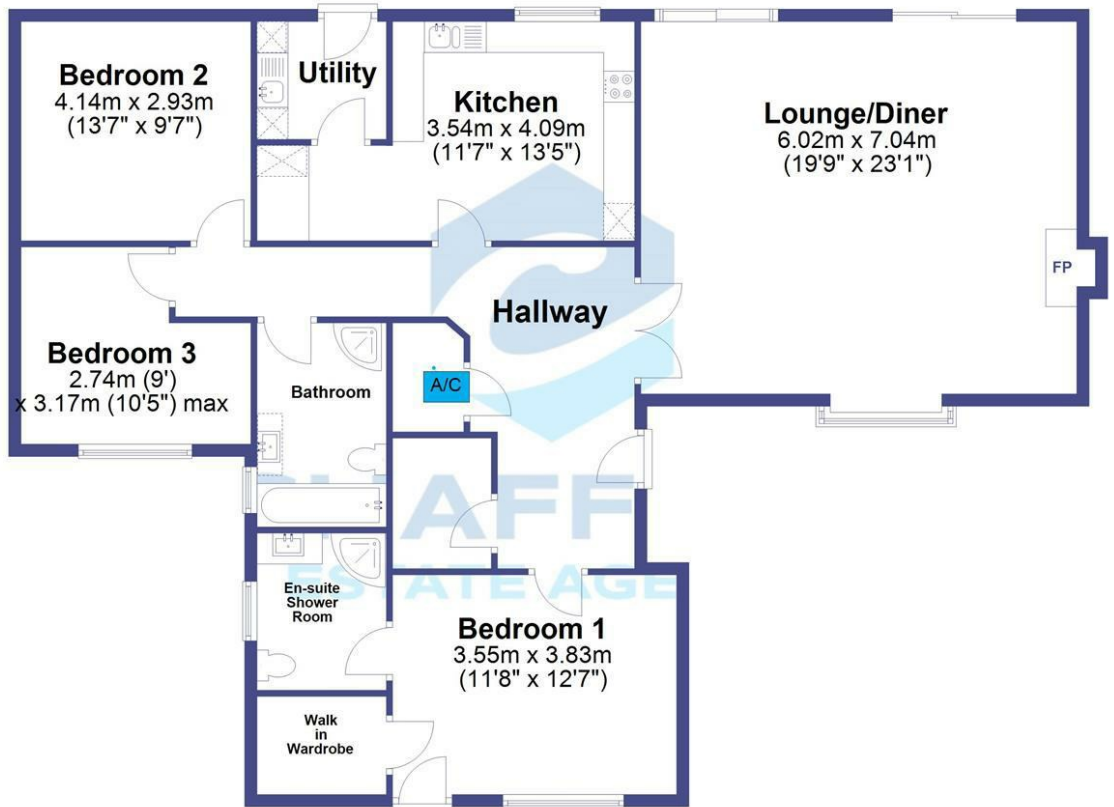 Bedroom 2
4.14m x 2.93m
(13'7" x 9'7")
Utility
Kitchen
3.54m x 4.09m
(11'7" x 13'5")
Lounge/Diner
6.02m x 7.04m
(19'9" x 23'1")
FP
Hallway
Bedroom 3
2.74m (9')
x 3.17m (10'5") max
Bathroom
A/C
AFF
ESTATE AGE
En-suite
Shower
Room
Bedroom 1
3.55m x 3.83m
(11'8" x 12'7")
Walk
in
Wardrobe